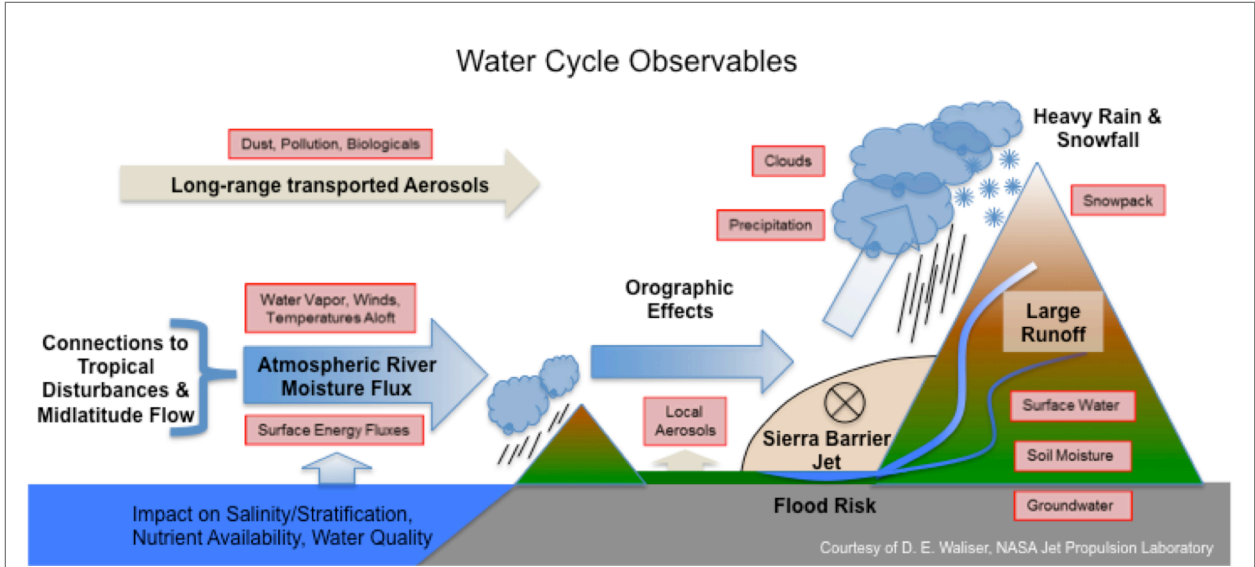 Water Cycle Observables
Dust, Pollution, Biologicals
Long-range transported Aerosols
Clouds
Precipitation
Heavy Rain &
Snowfall
Snowpack
Water Vapor, Winds,
Temperatures Aloft
Connections to
Tropical
Disturbances &
Midlatitude Flow
Atmospheric River
Moisture Flux
Surface Energy Fluxes
Orographic
Effects
Local
Aerosols
Sierra Barrier
Jet
Large
Runoff
Surface Water
Soil Moisture
Groundwater
Flood Risk
Impact on Salinity/Stratification,
Nutrient Availability, Water Quality
Courtesy of D. E. Waliser, NASA Jet Propulsion Laboratory